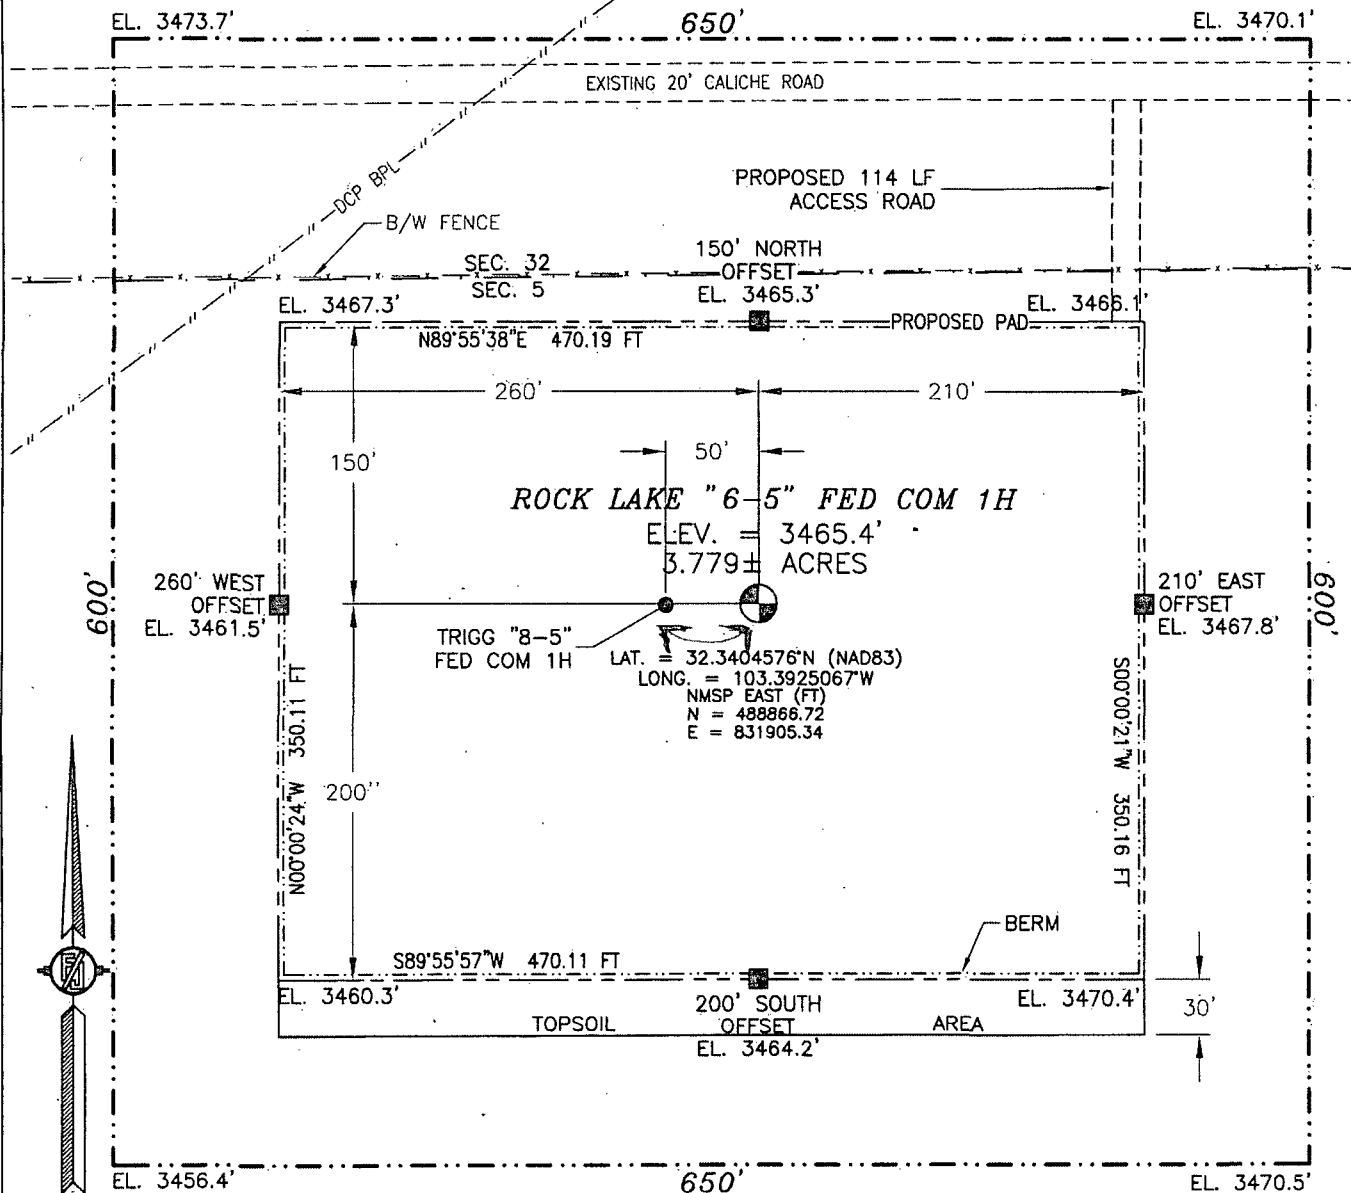 EL. 3473.7'
650'
EL. 3470.1'
EXISTING 20' CALICHE ROAD
DCP BPL
PROPOSED 114 LF
ACCESS ROAD
B/W FENCE
SEC. 32
SEC. 5
150' NORTH
OFFSET
EL. 3465.3'
EL. 3467.3'
EL. 3466.1'
PROPOSED PAD
N89°55'38"E 470.19 FT
260'
210'
150'
50'
ROCK LAKE "6-5" FED COM 1H
ELEV. = 3465.4'
3.779± ACRES
600'
260' WEST
OFFSET
EL. 3461.5'
210' EAST
OFFSET
EL. 3467.8'
600'
TRIGG "8-5"
FED COM 1H
LAT. = 32.3404576°N (NAD83)
LONG. = 103.3925067°W
NMSP EAST (FT)
N = 488866.72
E = 831905.34
N00°00'24"W 350.11 FT
S00°00'21"W 350.16 FT
200''
BERM
S89°55'57"W 470.11 FT
EL. 3460.3'
200' SOUTH
OFFSET
EL. 3464.2'
EL. 3470.4'
30'
TOPSOIL AREA
EL. 3456.4'
650'
EL. 3470.5'